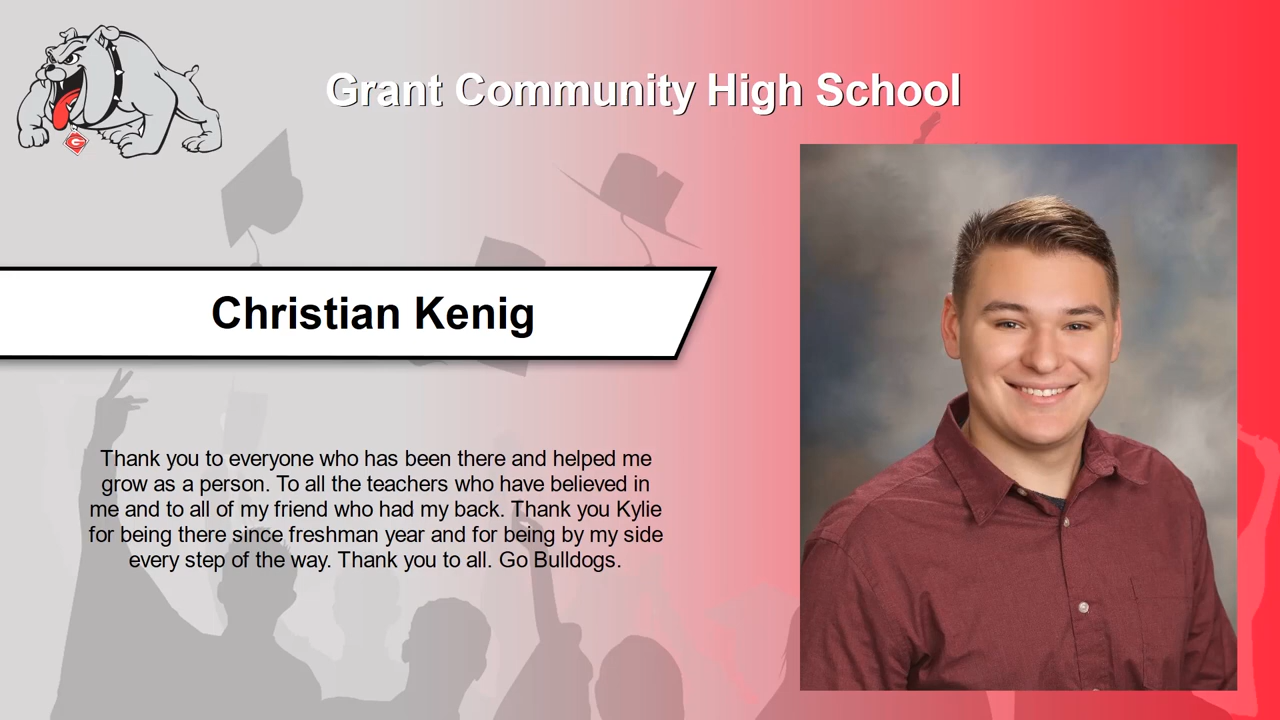 Grant Community High School
G
Christian Kenig
Thank you to everyone who has been there and helped me
grow as a person. To all the teachers who have believed in
me and to all of my friend who had my back. Thank you Kylie
for being there since freshman year and for being by my side
every step of the way. Thank you to all. Go Bulldogs.